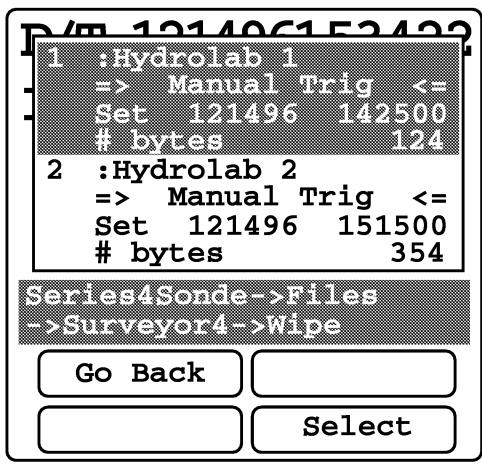 D/T 121496153422
1 :Hydrolab 1
=> Manual Trig <=
Set 121496 142500
# bytes 124
2 :Hydrolab 2
=> Manual Trig <=
Set 121496 151500
# bytes 354
Series4Sonde->Files
->Surveyor4->Wipe
Go Back
Select